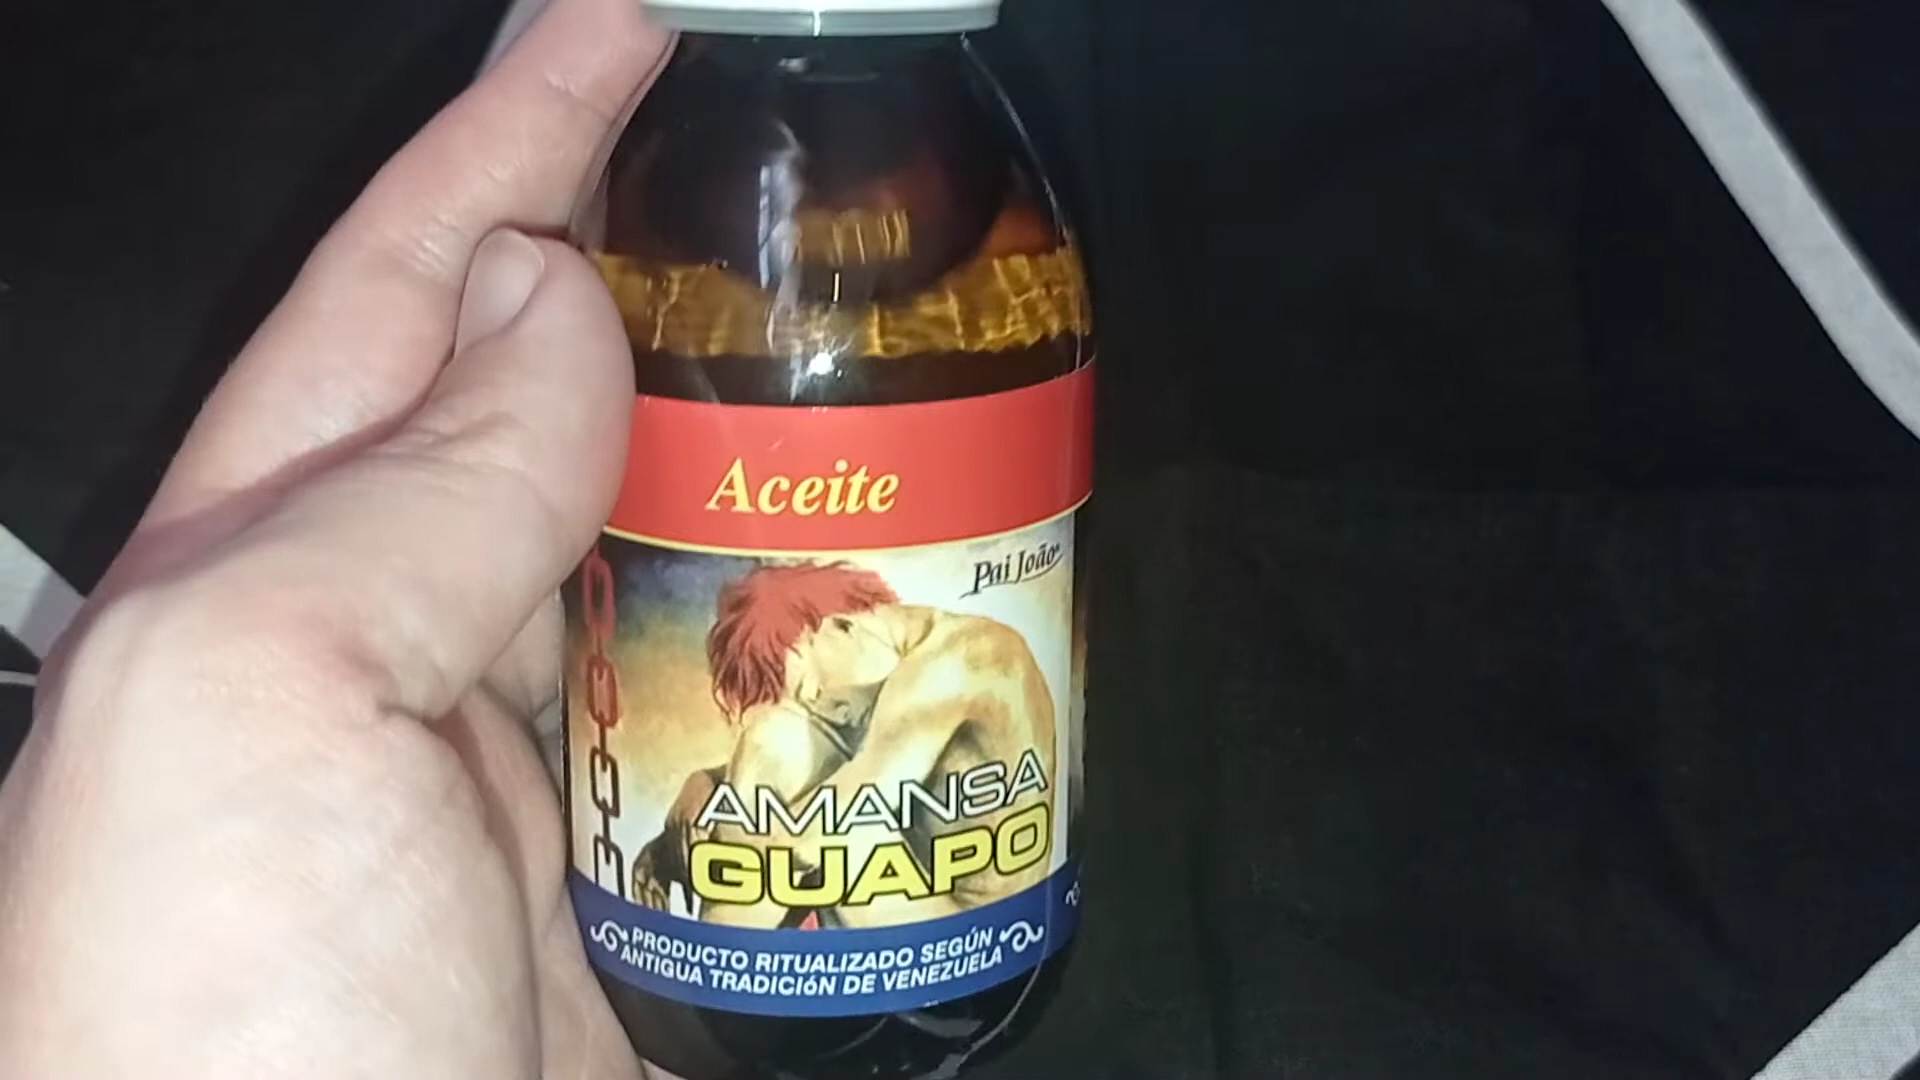 Aceite
Pai João
AMANSA
GUAPO
PRODUCTO RITUALIZADO SEGÚN
ANTIGUA TRADICIÓN DE VENEZUELA